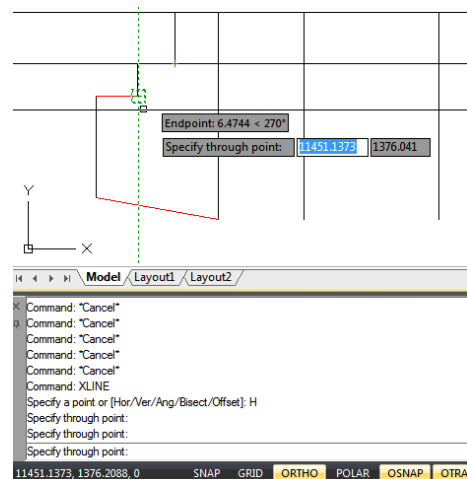 Endpoint: 6.4744 < 270°
Specify through point: 11451.1373 1376.041
Y
X
Model Layout1 Layout2
Command: *Cancel*
Command: *Cancel*
Command: *Cancel*
Command: *Cancel*
Command: *Cancel*
Command: XLINE
Specify a point or [Hor/Ver/Ang/Bisect/Offset]: H
Specify through point:
Specify through point:
Specify through point:
11451.1373, 1376.2088, 0 SNAP GRID ORTHO POLAR OSNAP OTRA